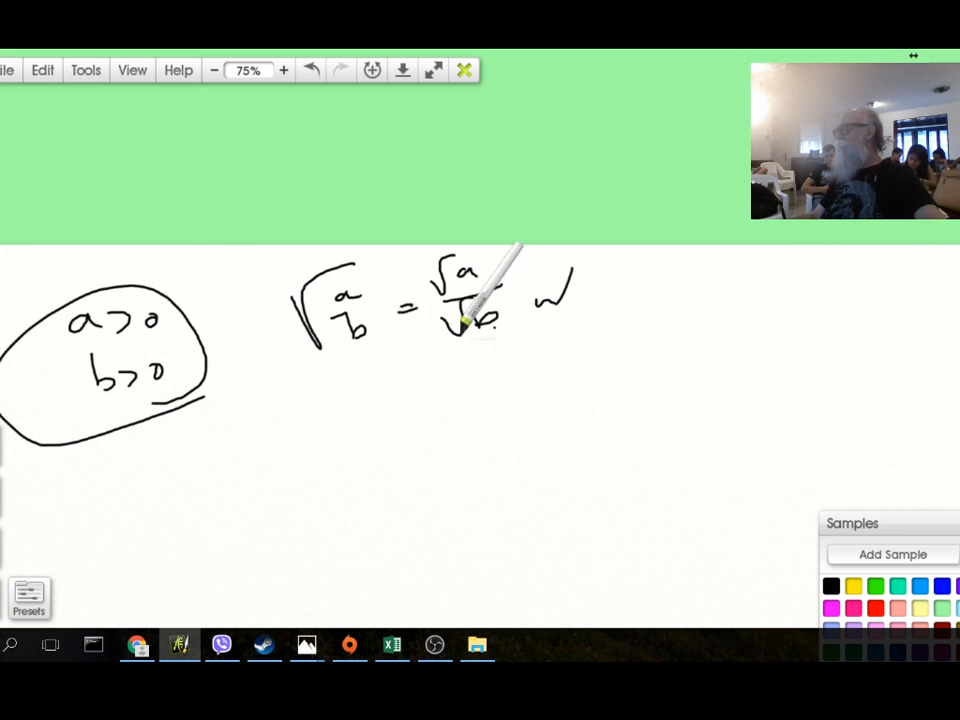 ile Edit Tools View Help − 75% +
a > 0
b > 0
√(a/b) = √a/√b
Samples
Add Sample
Presets